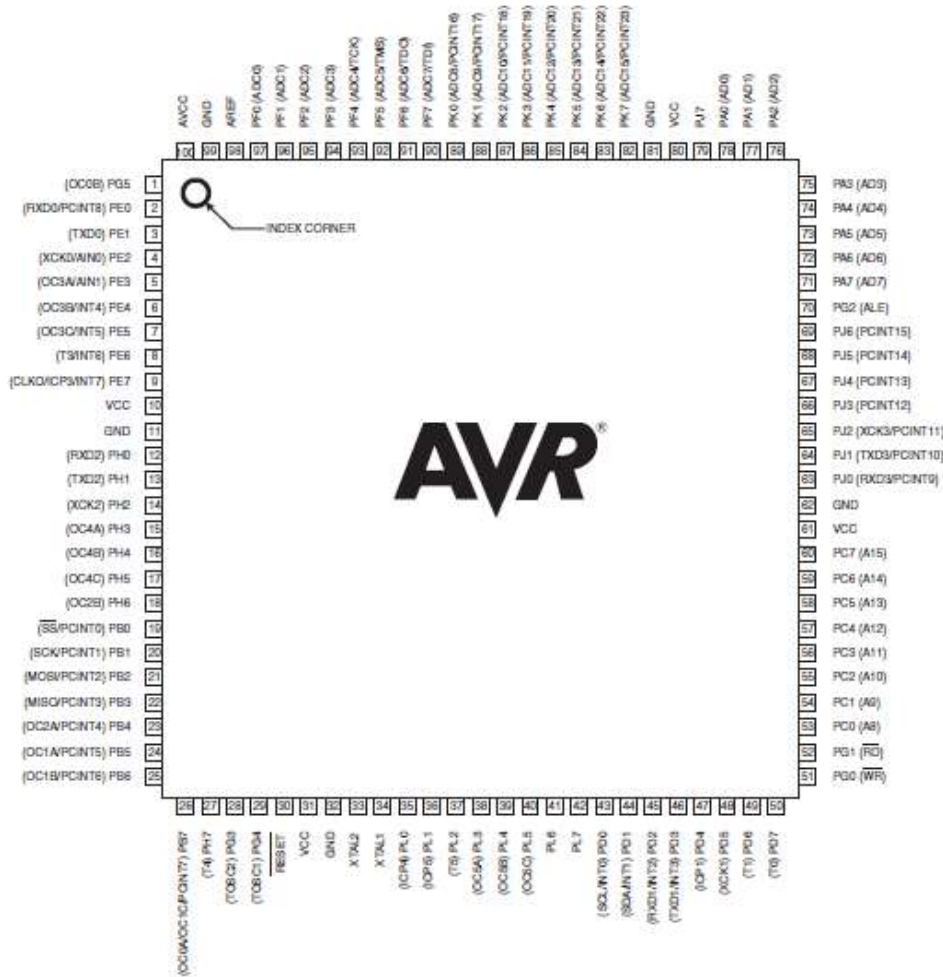 AVCC
GND
AREF
PF0 (ADC0)
PF1 (ADC1)
PF2 (ADC2)
PF3 (ADC3)
PF4 (ADC4/TCK)
PF5 (ADC5/TMS)
PF6 (ADC6/TDO)
PF7 (ADC7/TDI)
PK0 (ADC8/PCINT16)
PK1 (ADC9/PCINT17)
PK2 (ADC10/PCINT18)
PK3 (ADC11/PCINT19)
PK4 (ADC12/PCINT20)
PK5 (ADC13/PCINT21)
PK6 (ADC14/PCINT22)
PK7 (ADC15/PCINT23)
GND
VCC
PJ7
PA0 (AD0)
PA1 (AD1)
PA2 (AD2)
100 99 98 97 96 95 94 93 92 91 90 89 88 87 86 85 84 83 82 81 80 79 78 77 76
(OC0B) PG5 1
(RXD0/PCINT8) PE0 2
(TXD0) PE1 3
(XCK0/AIN0) PE2 4
(OC3A/AIN1) PE3 5
(OC3B/INT4) PE4 6
(OC3C/INT5) PE5 7
(T3/INT6) PE6 8
(CLKO/ICP3/INT7) PE7 9
VCC 10
GND 11
(RXD2) PH0 12
(TXD2) PH1 13
(XCK2) PH2 14
(OC4A) PH3 15
(OC4B) PH4 16
(OC4C) PH5 17
(OC2B) PH6 18
(SS/PCINT0) PB0 19
(SCK/PCINT1) PB1 20
(MOSI/PCINT2) PB2 21
(MISO/PCINT3) PB3 22
(OC2A/PCINT4) PB4 23
(OC1A/PCINT5) PB5 24
(OC1B/PCINT6) PB6 25
INDEX CORNER
AVR®
75 PA3 (AD3)
74 PA4 (AD4)
73 PA5 (AD5)
72 PA6 (AD6)
71 PA7 (AD7)
70 PG2 (ALE)
69 PJ6 (PCINT15)
68 PJ5 (PCINT14)
67 PJ4 (PCINT13)
66 PJ3 (PCINT12)
65 PJ2 (XCK3/PCINT11)
64 PJ1 (TXD3/PCINT10)
63 PJ0 (RXD3/PCINT9)
62 GND
61 VCC
60 PC7 (A15)
59 PC6 (A14)
58 PC5 (A13)
57 PC4 (A12)
56 PC3 (A11)
55 PC2 (A10)
54 PC1 (A9)
53 PC0 (A8)
52 PG1 (RD)
51 PG0 (WR)
26 27 28 29 30 31 32 33 34 35 36 37 38 39 40 41 42 43 44 45 46 47 48 49 50
(OC0A/OC1C/PCINT7) PB7
(T4) PH7
(TOSC2) PG3
(TOSC1) PG4
RESET
VCC
GND
XTAL2
XTAL1
(ICP4) PL0
(ICP5) PL1
(T5) PL2
(OC5A) PL3
(OC5B) PL4
(OC5C) PL5
PL6
PL7
(SCL/INT0) PD0
(SDA/INT1) PD1
(RXD1/INT2) PD2
(TXD1/INT3) PD3
(ICP1) PD4
(XCK1) PD5
(T1) PD6
(T0) PD7